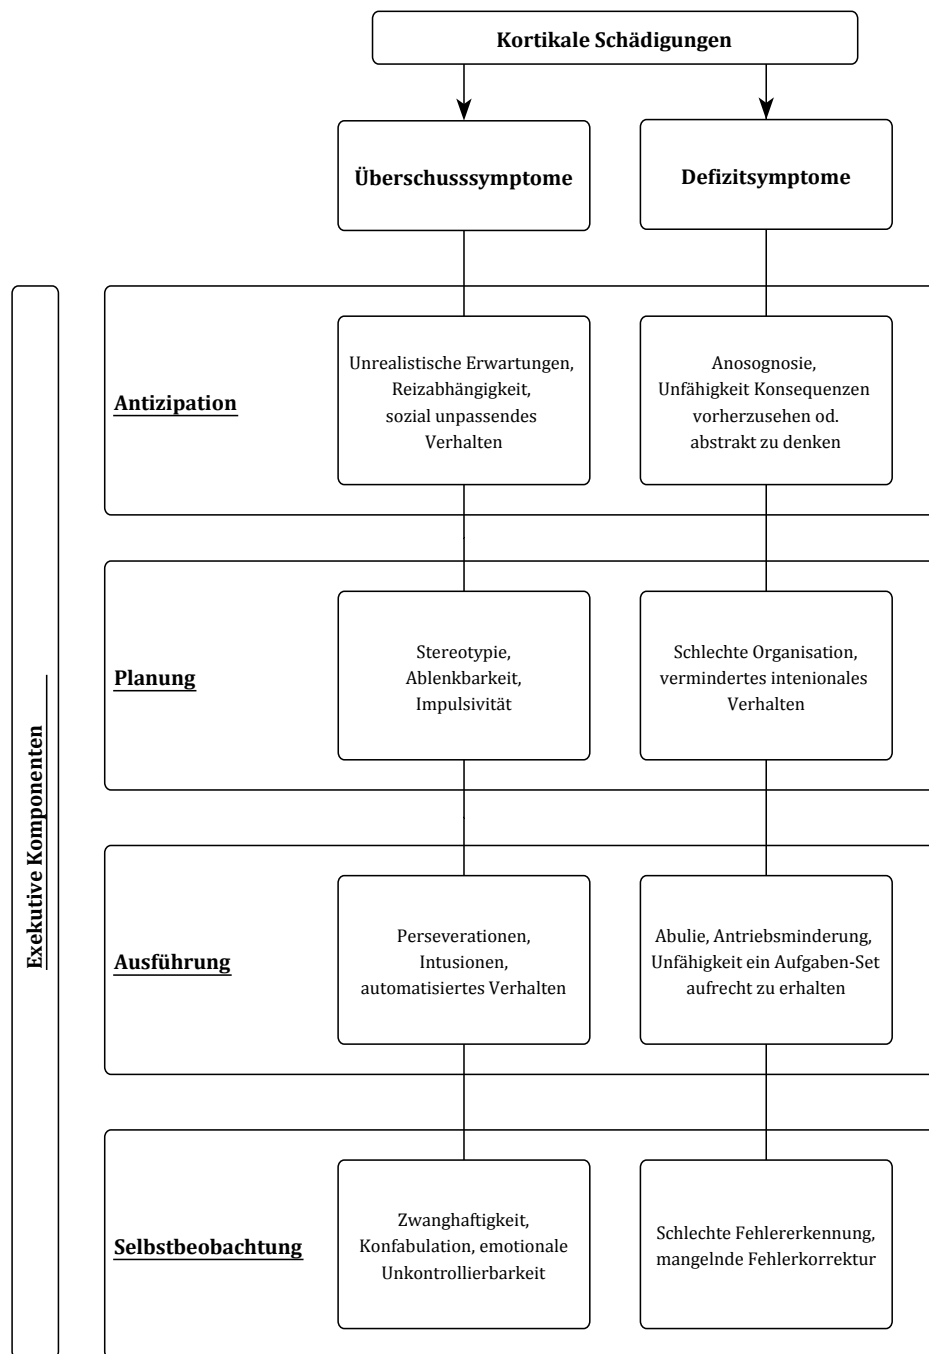 Kortikale Schädigungen
Überschusssymptome
Defizitsymptome
Exekutive Komponenten
Antizipation
Unrealistische Erwartungen,
Reizabhängigkeit,
sozial unpassendes
Verhalten
Anosognosie,
Unfähigkeit Konsequenzen
vorherzusehen od.
abstrakt zu denken
Planung
Stereotypie,
Ablenkbarkeit,
Impulsivität
Schlechte Organisation,
vermindertes intenionales
Verhalten
Ausführung
Perseverationen,
Intusionen,
automatisiertes Verhalten
Abulie, Antriebsminderung,
Unfähigkeit ein Aufgaben-Set
aufrecht zu erhalten
Selbstbeobachtung
Zwanghaftigkeit,
Konfabulation, emotionale
Unkontrollierbarkeit
Schlechte Fehlererkennung,
mangelnde Fehlerkorrektur